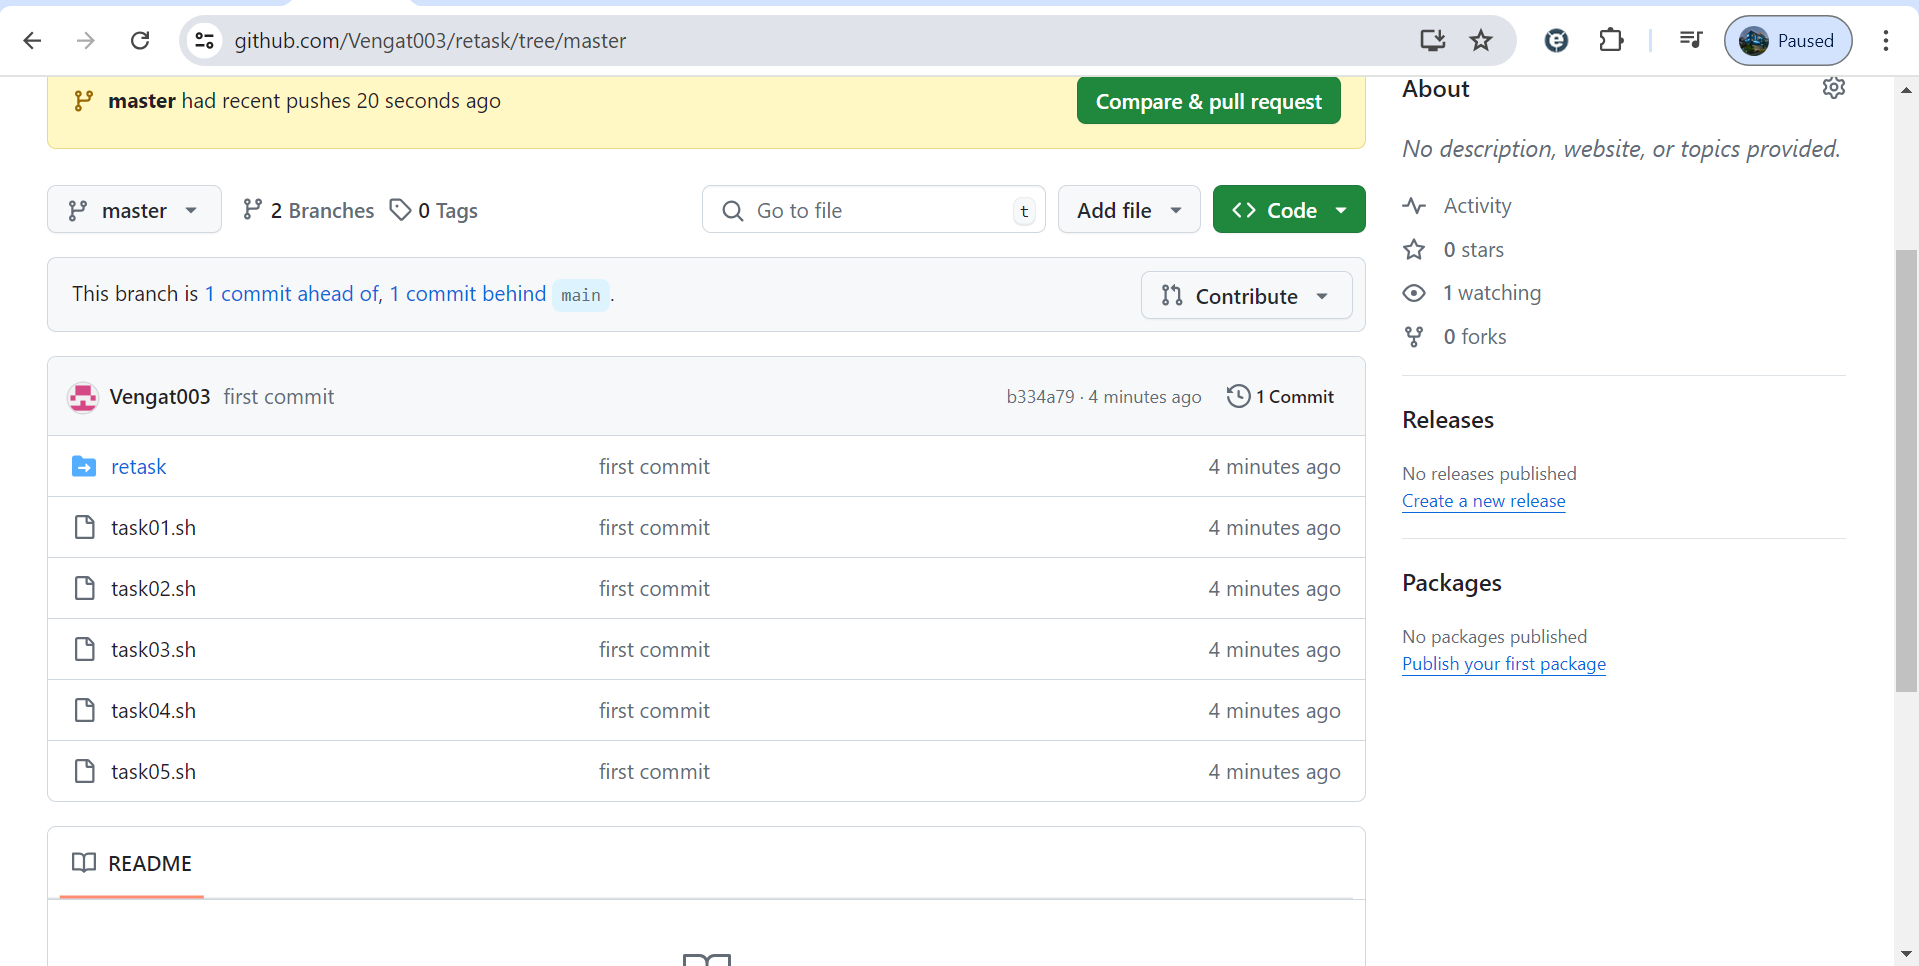 github.com/Vengat003/retask/tree/master
Paused
master had recent pushes 20 seconds ago
Compare & pull request
master
2 Branches
0 Tags
Go to file
t
Add file
Code
This branch is 1 commit ahead of, 1 commit behind main.
Contribute
Vengat003 first commit
b334a79 · 4 minutes ago
1 Commit
retask first commit 4 minutes ago
task01.sh first commit 4 minutes ago
task02.sh first commit 4 minutes ago
task03.sh first commit 4 minutes ago
task04.sh first commit 4 minutes ago
task05.sh first commit 4 minutes ago
README
About
No description, website, or topics provided.
Activity
0 stars
1 watching
0 forks
Releases
No releases published
Create a new release
Packages
No packages published
Publish your first package